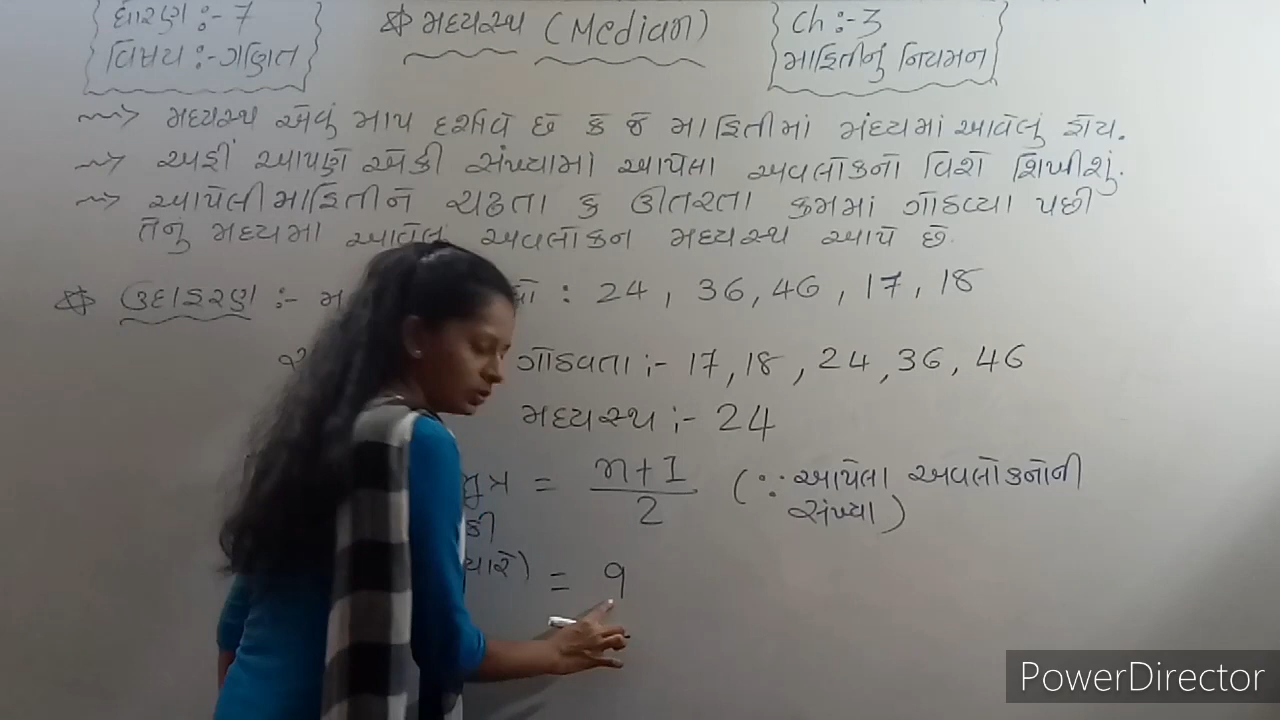 ધોરણ :- 7
વિષય :- ગણિત
મધ્યસ્થ (Median)
Ch :- 3
માહિતીનું નિયમન
મધ્યસ્થ એવું માપ દર્શાવે છે કે જે માહિતીમાં મધ્યમાં આવેલું હોય.
અહીં આપણે એકી સંખ્યામાં આપેલા અવલોકનો વિશે શિખીશું.
આપેલી માહિતીને ચઢતા કે ઊતરતા ક્રમમાં ગોઠવ્યા પછી
તેનુ મધ્યમાં આવેલુ અવલોકન મધ્યસ્થ આપે છે.
ઉદાહરણ :- : 24, 36, 46, 17, 18
ગોઠવતા :- 17, 18, 24, 36, 46
મધ્યસ્થ :- 24
સુત્ર = n+1/2 (∵ આપેલા અવલોકનોની
સંખ્યા)
= 9
PowerDirector